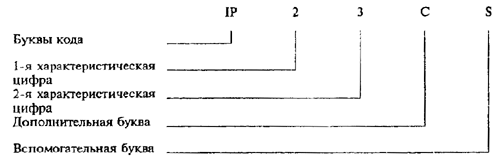 IP 2 3 C S
Буквы кода
1-я характеристическая
цифра
2-я характеристическая
цифра
Дополнительная буква
Вспомогательная буква